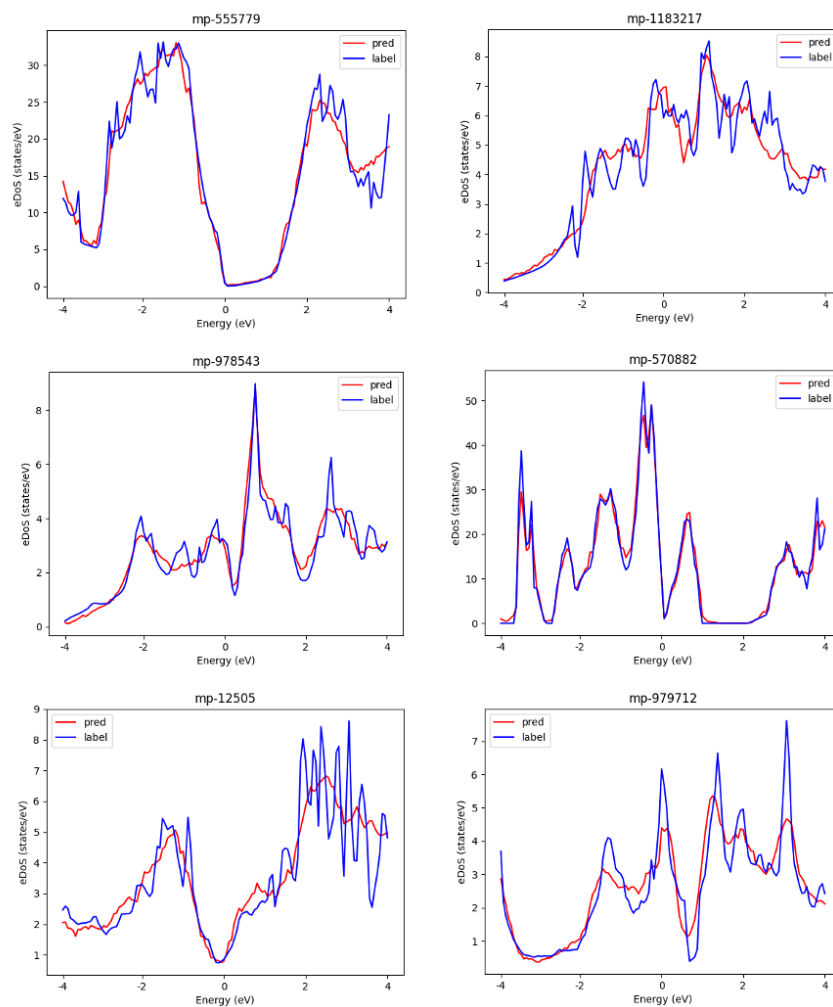 mp-555779
pred
label
eDoS (states/eV)
30
25
20
15
10
5
0
-4
-2
0
2
4
Energy (eV)
mp-1183217
pred
label
eDoS (states/eV)
8
7
6
5
4
3
2
1
0
-4
-2
0
2
4
Energy (eV)
mp-978543
pred
label
eDoS (states/eV)
8
6
4
2
0
-4
-2
0
2
4
Energy (eV)
mp-570882
pred
label
eDoS (states/eV)
50
40
30
20
10
0
-4
-2
0
2
4
Energy (eV)
mp-12505
pred
label
eDoS (states/eV)
9
8
7
6
5
4
3
2
1
-4
-2
0
2
4
Energy (eV)
mp-979712
pred
label
eDoS (states/eV)
7
6
5
4
3
2
1
-4
-2
0
2
4
Energy (eV)